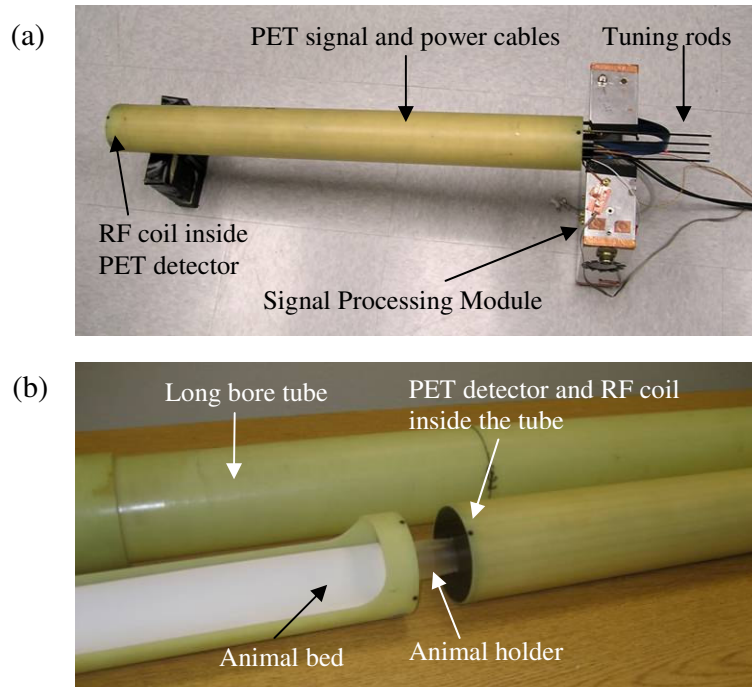 (a)
PET signal and power cables
Tuning rods
RF coil inside
PET detector
Signal Processing Module
(b)
Long bore tube
PET detector and RF coil
inside the tube
Animal bed
Animal holder